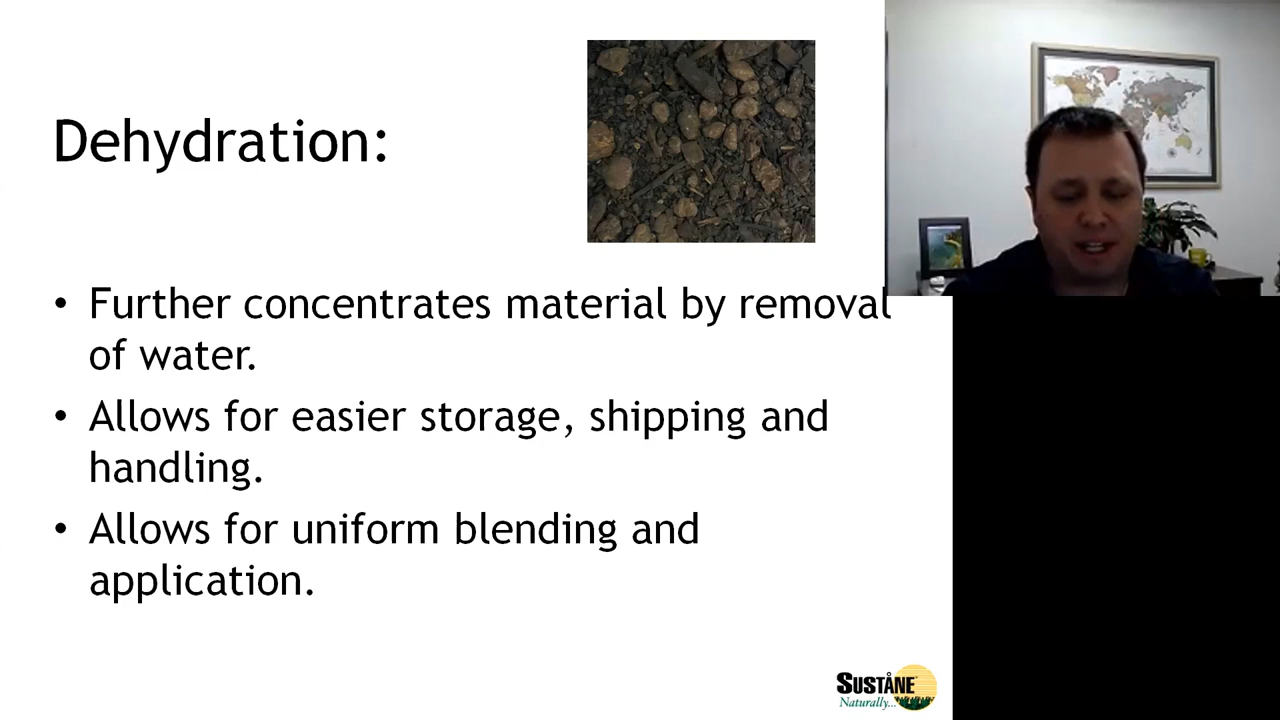 Dehydration:
• Further concentrates material by removal
of water.
• Allows for easier storage, shipping and
handling.
• Allows for uniform blending and
application.
SUSTÅNE
Naturally...